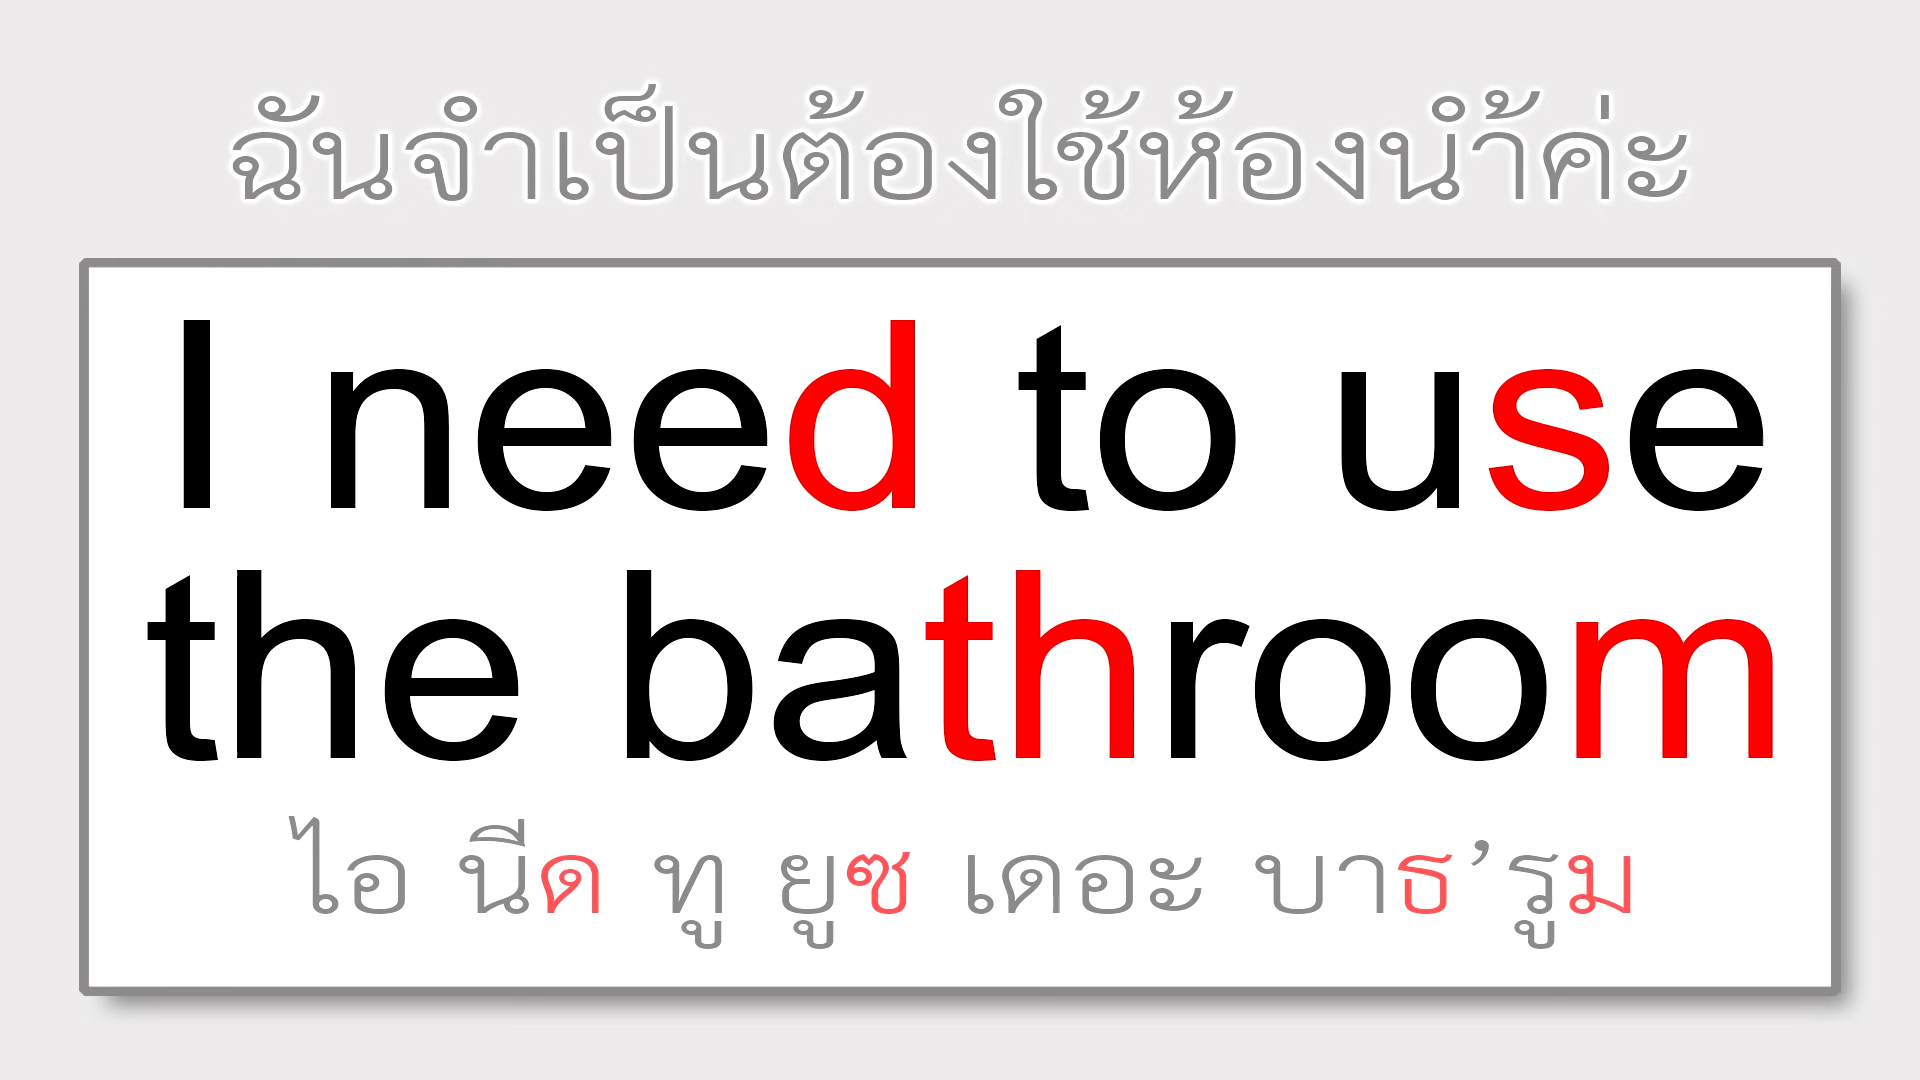 ฉันจำเป็นต้องใช้ห้องน้ำค่ะ
I need to use
the bathroom
ไอ นีด ทู ยูซ เดอะ บาธ’รูม